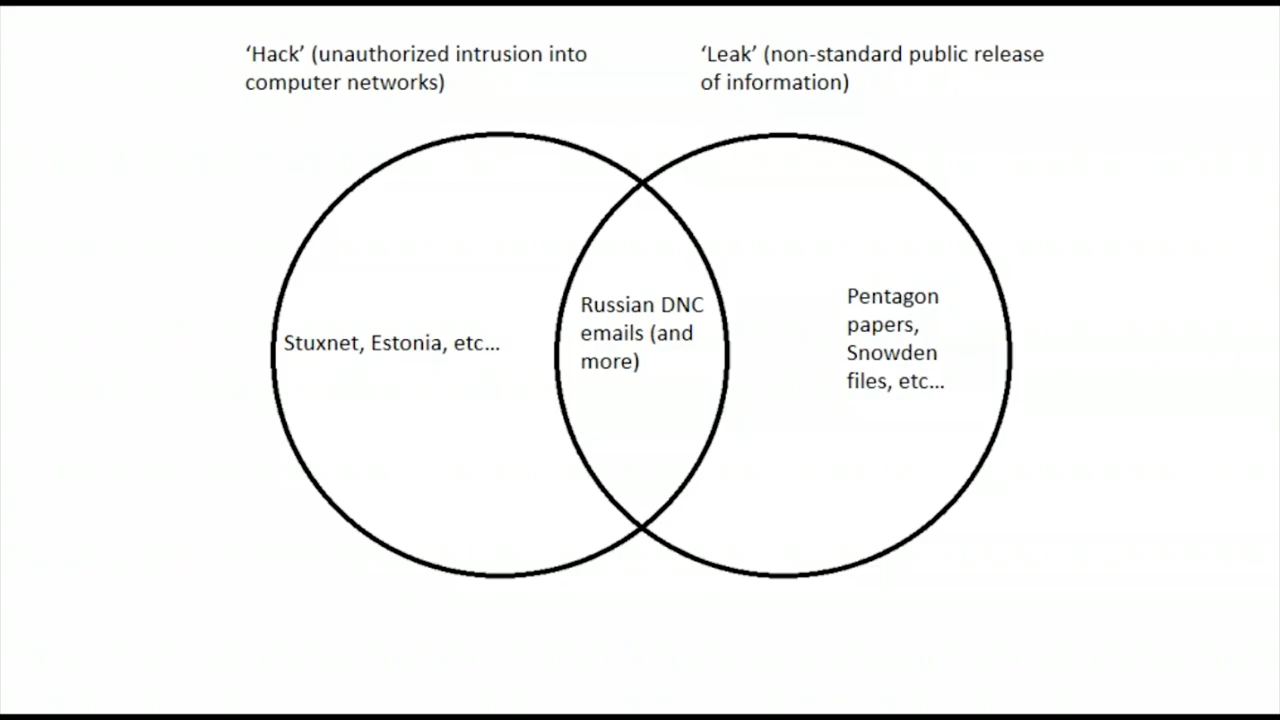 ‘Hack’ (unauthorized intrusion into
computer networks)
‘Leak’ (non-standard public release
of information)
Stuxnet, Estonia, etc...
Russian DNC
emails (and
more)
Pentagon
papers,
Snowden
files, etc...